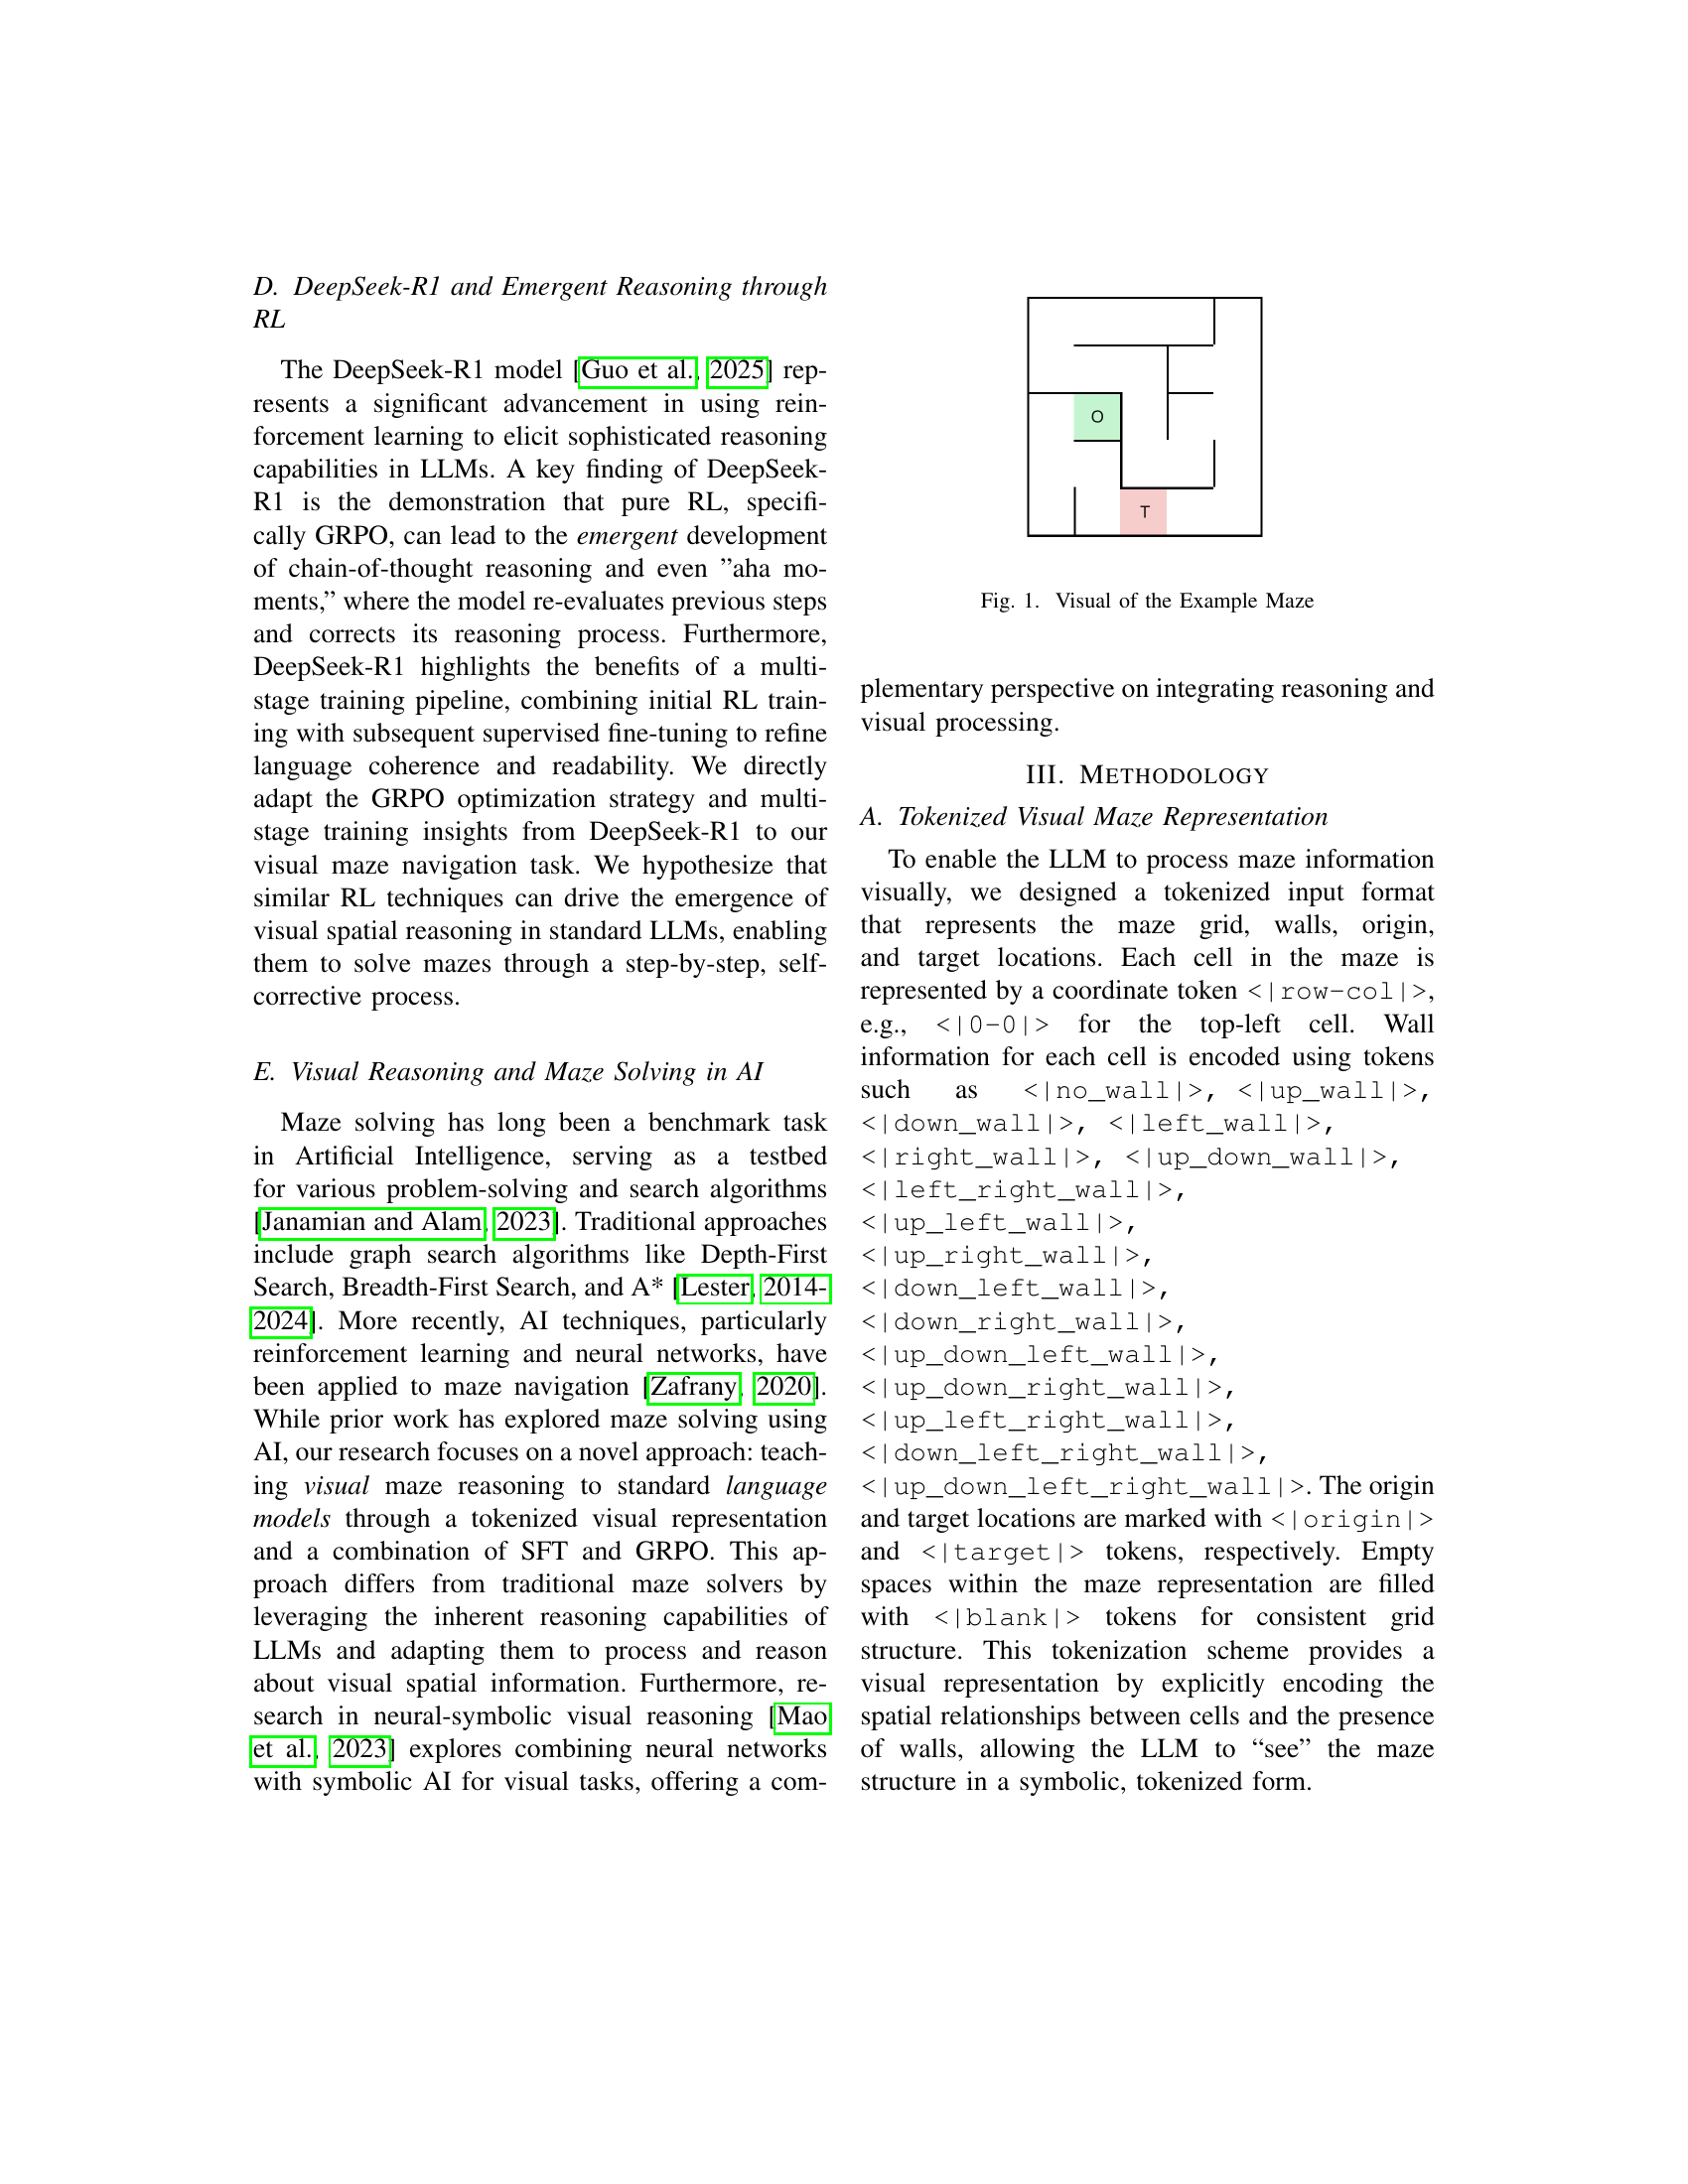 D. DeepSeek-R1 and Emergent Reasoning through
RL
The DeepSeek-R1 model [Guo et al., 2025] rep-
resents a significant advancement in using rein-
forcement learning to elicit sophisticated reasoning
capabilities in LLMs. A key finding of DeepSeek-
R1 is the demonstration that pure RL, specifi-
cally GRPO, can lead to the emergent development
of chain-of-thought reasoning and even ”aha mo-
ments,” where the model re-evaluates previous steps
and corrects its reasoning process. Furthermore,
DeepSeek-R1 highlights the benefits of a multi-
stage training pipeline, combining initial RL train-
ing with subsequent supervised fine-tuning to refine
language coherence and readability. We directly
adapt the GRPO optimization strategy and multi-
stage training insights from DeepSeek-R1 to our
visual maze navigation task. We hypothesize that
similar RL techniques can drive the emergence of
visual spatial reasoning in standard LLMs, enabling
them to solve mazes through a step-by-step, self-
corrective process.
E. Visual Reasoning and Maze Solving in AI
Maze solving has long been a benchmark task
in Artificial Intelligence, serving as a testbed
for various problem-solving and search algorithms
[Janamian and Alam, 2023]. Traditional approaches
include graph search algorithms like Depth-First
Search, Breadth-First Search, and A* [Lester, 2014-
2024]. More recently, AI techniques, particularly
reinforcement learning and neural networks, have
been applied to maze navigation [Zafrany, 2020].
While prior work has explored maze solving using
AI, our research focuses on a novel approach: teach-
ing visual maze reasoning to standard language
models through a tokenized visual representation
and a combination of SFT and GRPO. This ap-
proach differs from traditional maze solvers by
leveraging the inherent reasoning capabilities of
LLMs and adapting them to process and reason
about visual spatial information. Furthermore, re-
search in neural-symbolic visual reasoning [Mao
et al., 2023] explores combining neural networks
with symbolic AI for visual tasks, offering a com-
O
T
Fig. 1. Visual of the Example Maze
plementary perspective on integrating reasoning and
visual processing.
III. METHODOLOGY
A. Tokenized Visual Maze Representation
To enable the LLM to process maze information
visually, we designed a tokenized input format
that represents the maze grid, walls, origin,
and target locations. Each cell in the maze is
represented by a coordinate token <|row-col|>,
e.g., <|0-0|> for the top-left cell. Wall
information for each cell is encoded using tokens
such as <|no_wall|>, <|up_wall|>,
<|down_wall|>, <|left_wall|>,
<|right_wall|>, <|up_down_wall|>,
<|left_right_wall|>,
<|up_left_wall|>,
<|up_right_wall|>,
<|down_left_wall|>,
<|down_right_wall|>,
<|up_down_left_wall|>,
<|up_down_right_wall|>,
<|up_left_right_wall|>,
<|down_left_right_wall|>,
<|up_down_left_right_wall|>. The origin
and target locations are marked with <|origin|>
and <|target|> tokens, respectively. Empty
spaces within the maze representation are filled
with <|blank|> tokens for consistent grid
structure. This tokenization scheme provides a
visual representation by explicitly encoding the
spatial relationships between cells and the presence
of walls, allowing the LLM to “see” the maze
structure in a symbolic, tokenized form.